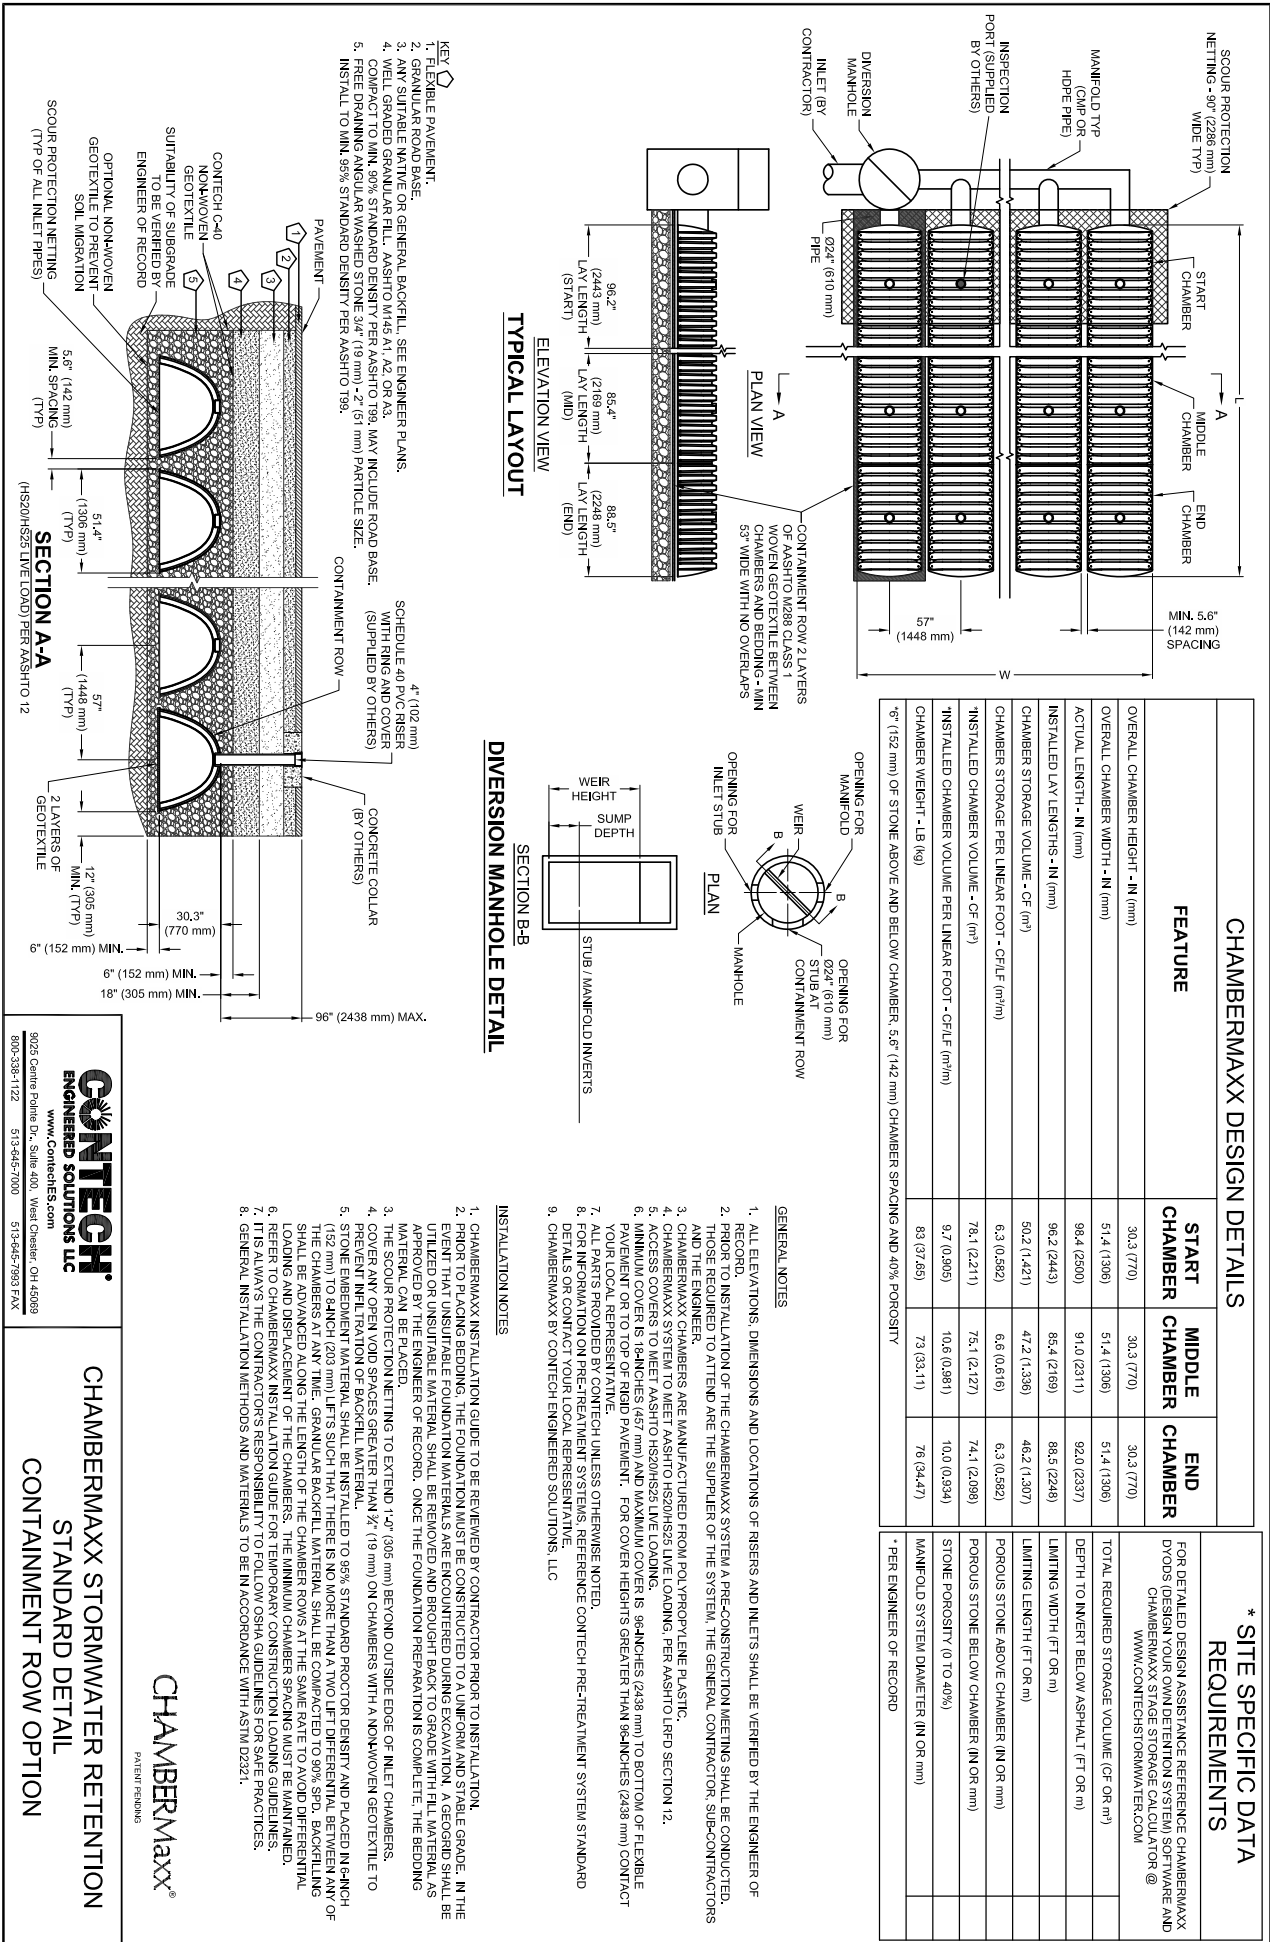 SCOUR PROTECTION
NETTING - 90" (2286 mm)
WIDE TYP)
MANIFOLD TYP
(CMP OR
HDPE PIPE)
INSPECTION
PORT (SUPPLIED
BY OTHERS)
DIVERSION
MANHOLE
INLET (BY
CONTRACTOR)
Ø24" (610 mm)
PIPE
START
CHAMBER
MIDDLE
CHAMBER
END
CHAMBER
L
A
A
W
MIN. 5.6"
(142 mm)
SPACING
57"
(1448 mm)
PLAN VIEW
CONTAINMENT ROW 2 LAYERS
OF AASHTO M288 CLASS 1
WOVEN GEOTEXTILE BETWEEN
CHAMBERS AND BEDDING - MIN
53" WIDE WITH NO OVERLAPS
96.2"
(2443 mm)
LAY LENGTH
(START)
85.4"
(2169 mm)
LAY LENGTH
(MID)
88.5"
(2248 mm)
LAY LENGTH
(END)
ELEVATION VIEW
TYPICAL LAYOUT
KEY
1. FLEXIBLE PAVEMENT.
2. GRANULAR ROAD BASE.
3. ANY SUITABLE NATIVE OR GENERAL BACKFILL. SEE ENGINEER PLANS.
4. WELL GRADED GRANULAR FILL. AASHTO M145 A1, A2, OR A3.
COMPACT TO MIN. 90% STANDARD DENSITY PER AASHTO T99. MAY INCLUDE ROAD BASE.
5. FREE DRAINING ANGULAR WASHED STONE 3/4" (19 mm) - 2" (51 mm) PARTICLE SIZE.
INSTALL TO MIN. 95% STANDARD DENSITY PER AASHTO T99.
PAVEMENT
1
2
3
4
5
CONTECH C-40
NON-WOVEN
GEOTEXTILE
SUITABILITY OF SUBGRADE
TO BE VERIFIED BY
ENGINEER OF RECORD
OPTIONAL NON-WOVEN
GEOTEXTILE TO PREVENT
SOIL MIGRATION
SCOUR PROTECTION NETTING
(TYP OF ALL INLET PIPES)
5.6" (142 mm)
MIN. SPACING
(TYP)
51.4"
(1306 mm)
(TYP)
57"
(1448 mm)
(TYP)
4" (102 mm)
SCHEDULE 40 PVC RISER
WITH RING AND COVER
(SUPPLIED BY OTHERS)
CONTAINMENT ROW
CONCRETE COLLAR
(BY OTHERS)
2 LAYERS OF
GEOTEXTILE
12" (305 mm)
MIN. (TYP)
30.3"
(770 mm)
6" (152 mm) MIN.
6" (152 mm) MIN.
18" (305 mm) MIN.
96" (2438 mm) MAX.
SECTION A-A
(HS20/HS25 LIVE LOAD) PER AASHTO 12
OPENING FOR
MANIFOLD
WEIR
OPENING FOR
INLET STUB
B
B
OPENING FOR
Ø24" (610 mm)
STUB AT
CONTAINMENT ROW
MANHOLE
PLAN
WEIR
HEIGHT
SUMP
DEPTH
STUB / MANIFOLD INVERTS
SECTION B-B
DIVERSION MANHOLE DETAIL
CHAMBERMAXX DESIGN DETAILS
FEATURE START CHAMBER MIDDLE CHAMBER END CHAMBER
OVERALL CHAMBER HEIGHT - IN (mm) 30.3 (770) 30.3 (770) 30.3 (770)
OVERALL CHAMBER WIDTH - IN (mm) 51.4 (1306) 51.4 (1306) 51.4 (1306)
ACTUAL LENGTH - IN (mm) 98.4 (2500) 91.0 (2311) 92.0 (2337)
INSTALLED LAY LENGTHS - IN (mm) 96.2 (2443) 85.4 (2169) 88.5 (2248)
CHAMBER STORAGE VOLUME - CF (m³) 50.2 (1.421) 47.2 (1.336) 46.2 (1.307)
CHAMBER STORAGE PER LINEAR FOOT - CF/LF (m³/m) 6.3 (0.582) 6.6 (0.616) 6.3 (0.582)
*INSTALLED CHAMBER VOLUME - CF (m³) 78.1 (2.211) 75.1 (2.127) 74.1 (2.098)
*INSTALLED CHAMBER VOLUME PER LINEAR FOOT - CF/LF (m³/m) 9.7 (0.905) 10.6 (0.981) 10.0 (0.934)
CHAMBER WEIGHT - LB (kg) 83 (37.65) 73 (33.11) 76 (34.47)
*6" (152 mm) OF STONE ABOVE AND BELOW CHAMBER, 5.6" (142 mm) CHAMBER SPACING AND 40% POROSITY
* SITE SPECIFIC DATA
REQUIREMENTS
FOR DETAILED DESIGN ASSISTANCE REFERENCE CHAMBERMAXX
DYODS (DESIGN YOUR OWN DETENTION SYSTEM) SOFTWARE AND
CHAMBERMAXX STAGE STORAGE CALCULATOR @
WWW.CONTECHSTORMWATER.COM
TOTAL REQUIRED STORAGE VOLUME (CF OR m³)
DEPTH TO INVERT BELOW ASPHALT (FT OR m)
LIMITING WIDTH (FT OR m)
LIMITING LENGTH (FT OR m)
POROUS STONE ABOVE CHAMBER (IN OR mm)
POROUS STONE BELOW CHAMBER (IN OR mm)
STONE POROSITY (0 TO 40%)
MANIFOLD SYSTEM DIAMETER (IN OR mm)
* PER ENGINEER OF RECORD
GENERAL NOTES
1. ALL ELEVATIONS, DIMENSIONS AND LOCATIONS OF RISERS AND INLETS SHALL BE VERIFIED BY THE ENGINEER OF
RECORD.
2. PRIOR TO INSTALLATION OF THE CHAMBERMAXX SYSTEM A PRE-CONSTRUCTION MEETING SHALL BE CONDUCTED.
THOSE REQUIRED TO ATTEND ARE THE SUPPLIER OF THE SYSTEM, THE GENERAL CONTRACTOR, SUB-CONTRACTORS
AND THE ENGINEER.
3. CHAMBERMAXX CHAMBERS ARE MANUFACTURED FROM POLYPROPYLENE PLASTIC.
4. CHAMBERMAXX SYSTEM TO MEET AASHTO HS20/HS25 LIVE LOADING, PER AASHTO LRFD SECTION 12.
5. ACCESS COVERS TO MEET AASHTO HS20/HS25 LIVE LOADING.
6. MINIMUM COVER IS 18-INCHES (457 mm) AND MAXIMUM COVER IS 96-INCHES (2438 mm) TO BOTTOM OF FLEXIBLE
PAVEMENT OR TO TOP OF RIGID PAVEMENT. FOR COVER HEIGHTS GREATER THAN 96-INCHES (2438 mm) CONTACT
YOUR LOCAL REPRESENTATIVE.
7. ALL PARTS PROVIDED BY CONTECH UNLESS OTHERWISE NOTED.
8. FOR INFORMATION ON PRE-TREATMENT SYSTEMS, REFERENCE CONTECH PRE-TREATMENT SYSTEM STANDARD
DETAILS OR CONTACT YOUR LOCAL REPRESENTATIVE.
9. CHAMBERMAXX BY CONTECH ENGINEERED SOLUTIONS, LLC
INSTALLATION NOTES
1. CHAMBERMAXX INSTALLATION GUIDE TO BE REVIEWED BY CONTRACTOR PRIOR TO INSTALLATION.
2. PRIOR TO PLACING BEDDING, THE FOUNDATION MUST BE CONSTRUCTED TO A UNIFORM AND STABLE GRADE. IN THE
EVENT THAT UNSUITABLE FOUNDATION MATERIALS ARE ENCOUNTERED DURING EXCAVATION, A GEOGRID SHALL BE
UTILIZED OR UNSUITABLE MATERIAL SHALL BE REMOVED AND BROUGHT BACK TO GRADE WITH FILL MATERIAL AS
APPROVED BY THE ENGINEER OF RECORD. ONCE THE FOUNDATION PREPARATION IS COMPLETE, THE BEDDING
MATERIAL CAN BE PLACED.
3. THE SCOUR PROTECTION NETTING TO EXTEND 1'-0" (305 mm) BEYOND OUTSIDE EDGE OF INLET CHAMBERS.
4. COVER ANY OPEN VOID SPACES GREATER THAN ¾" (19 mm) ON CHAMBERS WITH A NON-WOVEN GEOTEXTILE TO
PREVENT INFILTRATION OF BACKFILL MATERIAL.
5. STONE EMBEDMENT MATERIAL SHALL BE INSTALLED TO 95% STANDARD PROCTOR DENSITY AND PLACED IN 6-INCH
(152 mm) TO 8-INCH (203 mm) LIFTS SUCH THAT THERE IS NO MORE THAN A TWO LIFT DIFFERENTIAL BETWEEN ANY OF
THE CHAMBERS AT ANY TIME. GRANULAR BACKFILL MATERIAL SHALL BE COMPACTED TO 90% SPD. BACKFILLING
SHALL BE ADVANCED ALONG THE LENGTH OF THE CHAMBER ROWS AT THE SAME RATE TO AVOID DIFFERENTIAL
LOADING AND DISPLACEMENT OF THE CHAMBERS. THE MINIMUM CHAMBER SPACING MUST BE MAINTAINED.
6. REFER TO CHAMBERMAXX INSTALLATION GUIDE FOR TEMPORARY CONSTRUCTION LOADING GUIDELINES.
7. IT IS ALWAYS THE CONTRACTOR'S RESPONSIBILITY TO FOLLOW OSHA GUIDELINES FOR SAFE PRACTICES.
8. GENERAL INSTALLATION METHODS AND MATERIALS TO BE IN ACCORDANCE WITH ASTM D2321.
CHAMBERMaxx®
PATENT PENDING
CONTECH®
ENGINEERED SOLUTIONS LLC
www.ContechES.com
9025 Centre Pointe Dr., Suite 400, West Chester, OH 45069
800-338-1122 513-645-7000 513-645-7993 FAX
CHAMBERMAXX STORMWATER RETENTION
STANDARD DETAIL
CONTAINMENT ROW OPTION